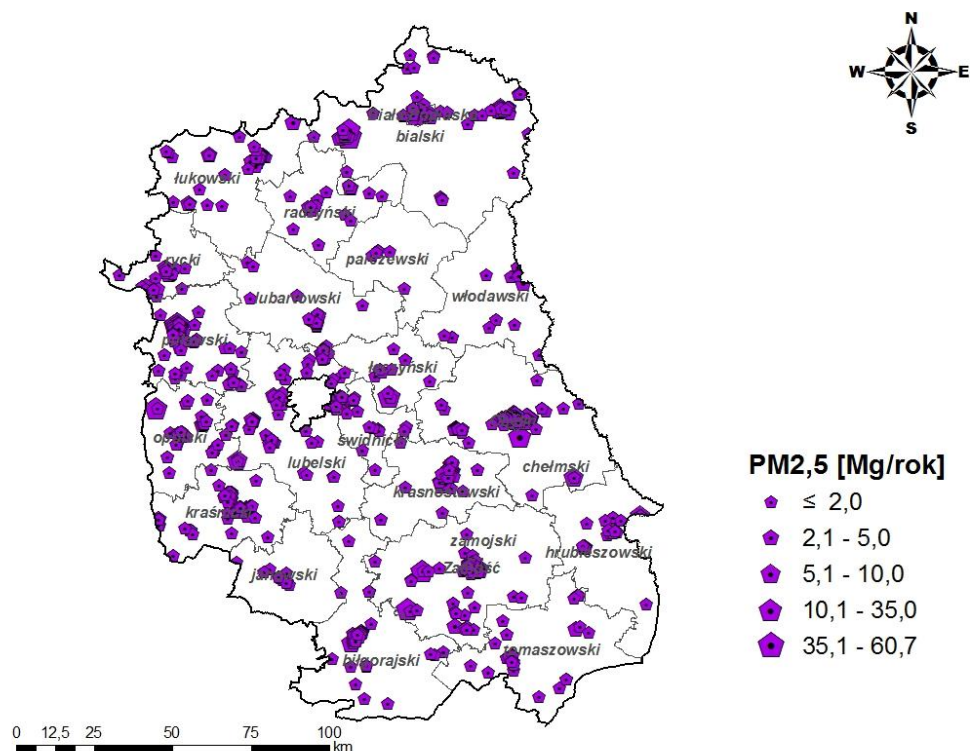 N
W E
S
bialski
łukowski
radzyński
parczewski
rycki
lubartowski
włodawski
puławski
łęczyński
opolski
świdnicki
lubelski
chełmski
krasnostawski
kraśnicki
zamojski
hrubieszowski
Zamość
janowski
tomaszowski
biłgorajski
PM2,5 [Mg/rok]
≤ 2,0
2,1 - 5,0
5,1 - 10,0
10,1 - 35,0
35,1 - 60,7
0 12,5 25 50 75 100
km